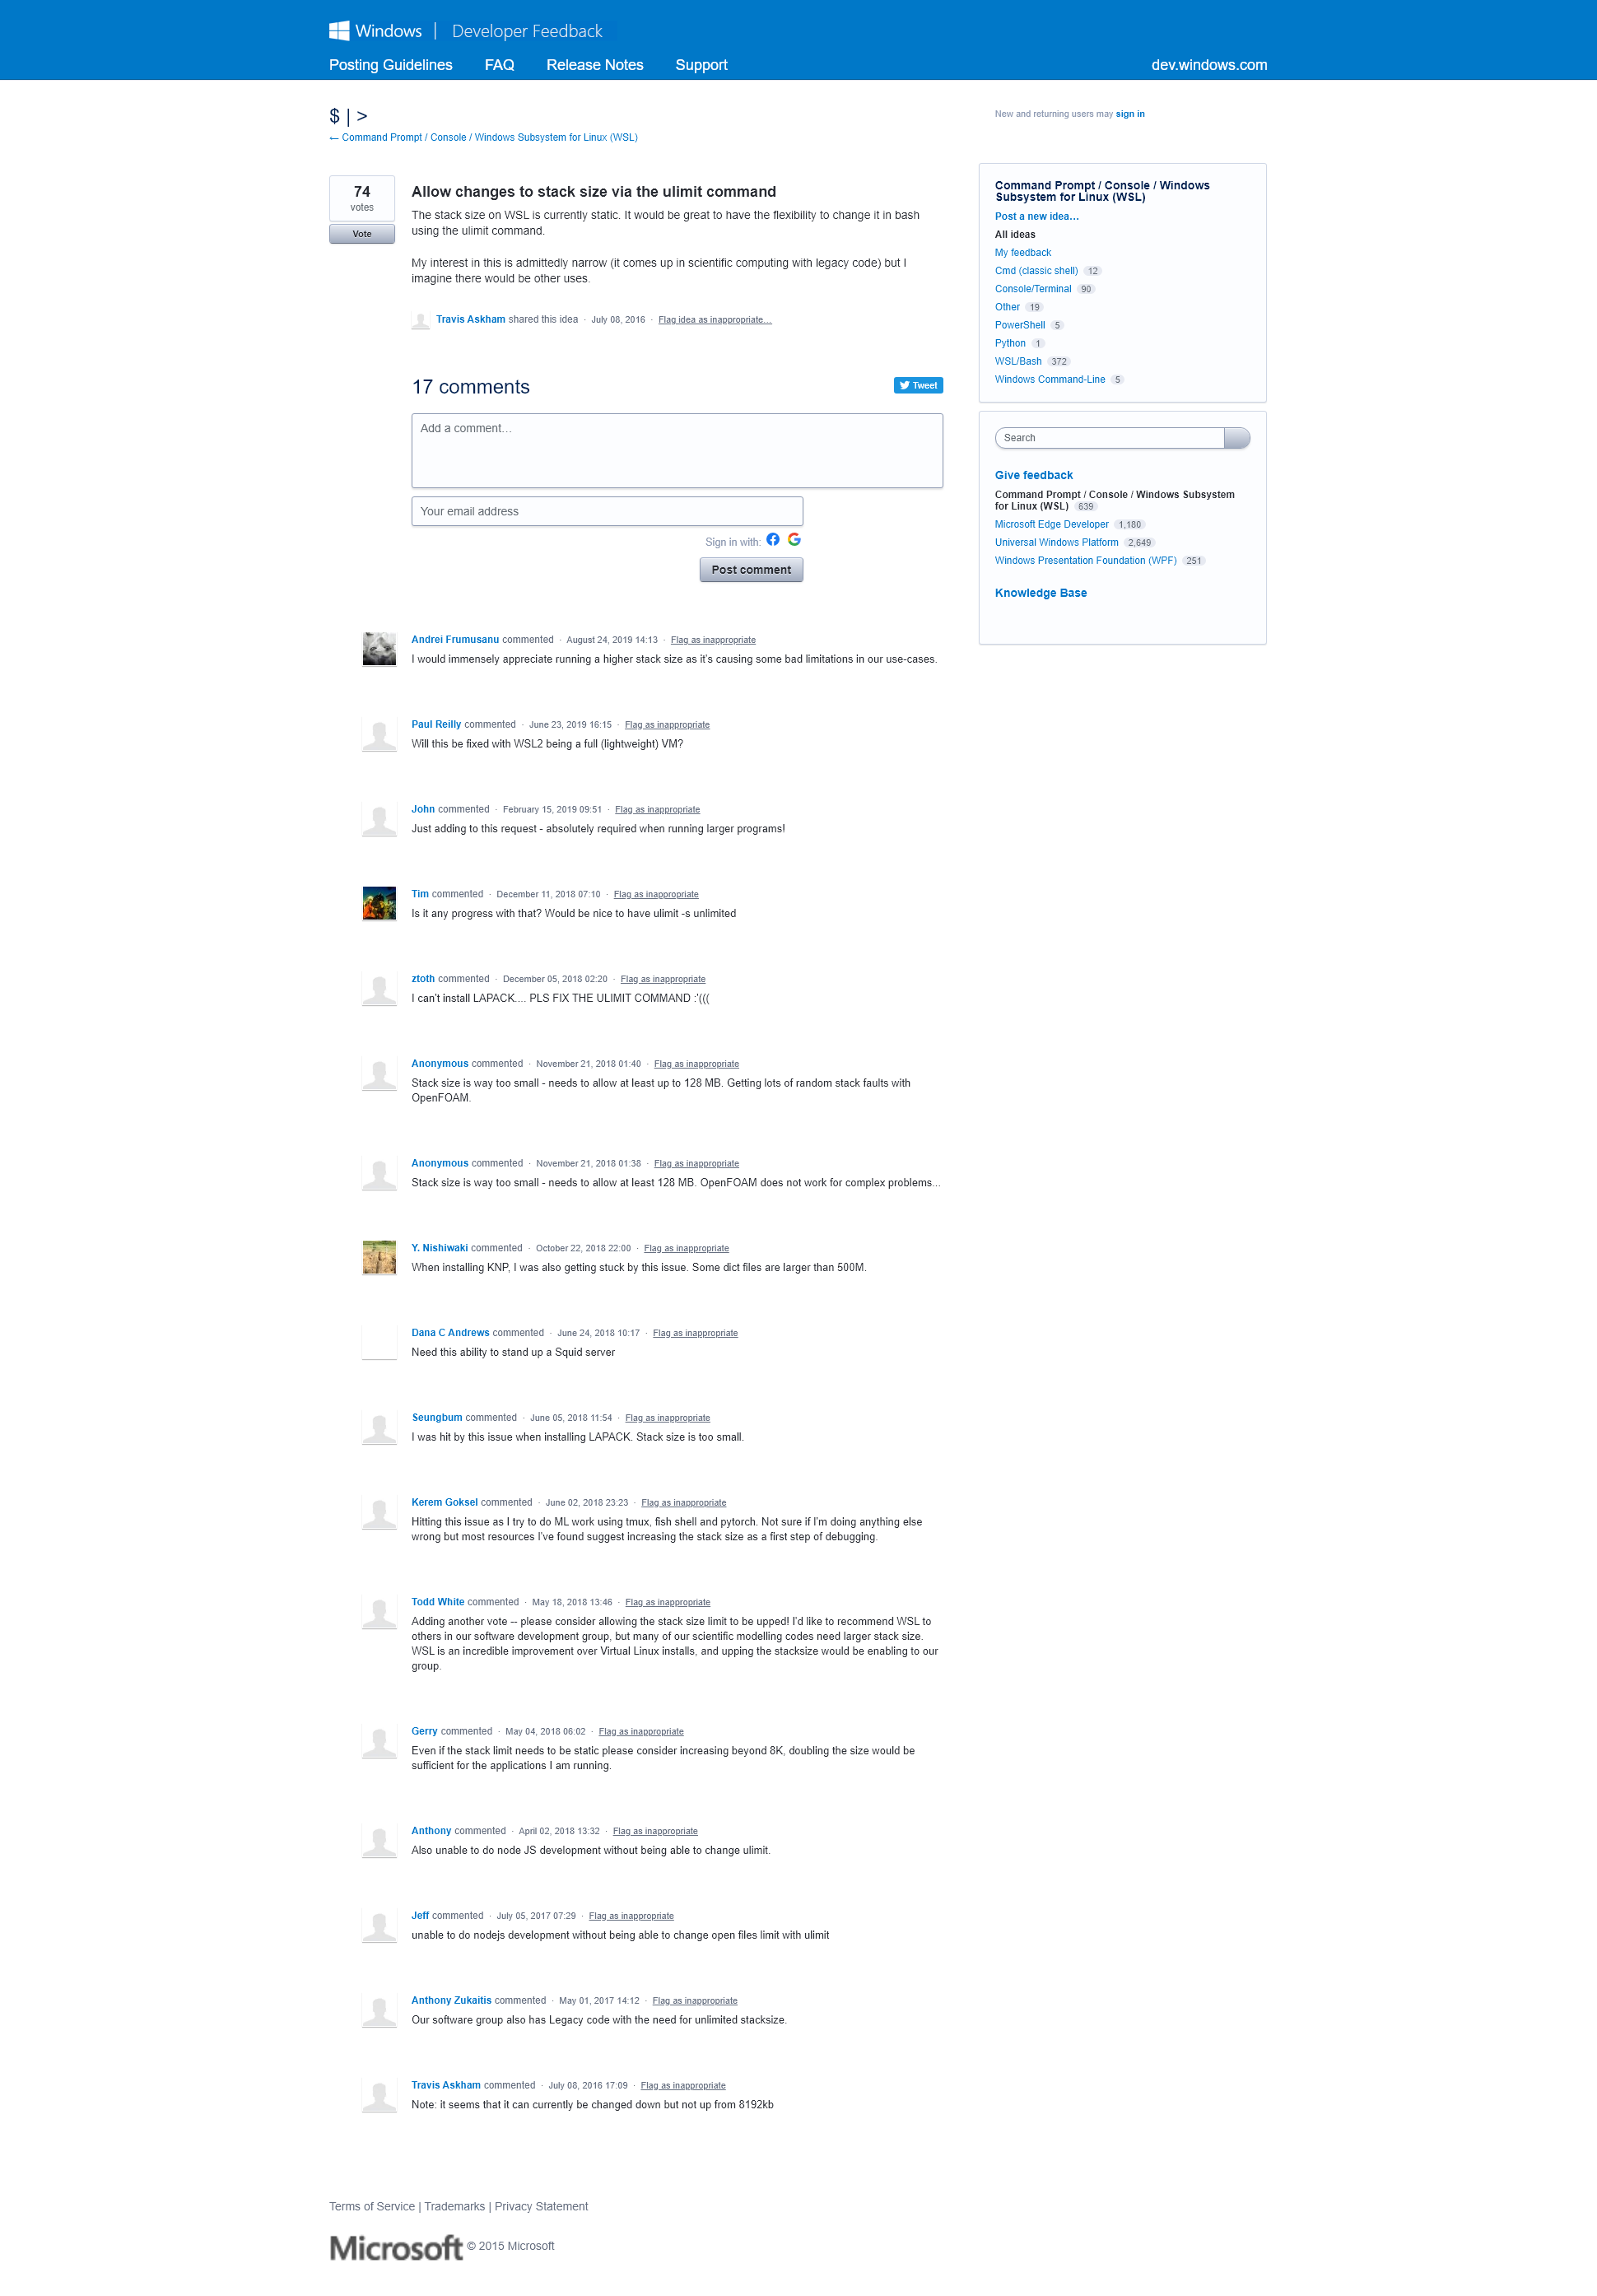 Windows | Developer Feedback
Posting Guidelines FAQ Release Notes Support dev.windows.com
$ | >
← Command Prompt / Console / Windows Subsystem for Linux (WSL)
New and returning users may sign in
74
votes
Vote
Allow changes to stack size via the ulimit command
The stack size on WSL is currently static. It would be great to have the flexibility to change it in bash
using the ulimit command.
My interest in this is admittedly narrow (it comes up in scientific computing with legacy code) but I
imagine there would be other uses.
Travis Askham shared this idea · July 08, 2016 · Flag idea as inappropriate…
17 comments
Tweet
Add a comment…
Your email address
Sign in with:
Post comment
Andrei Frumusanu commented · August 24, 2019 14:13 · Flag as inappropriate
I would immensely appreciate running a higher stack size as it's causing some bad limitations in our use-cases.
Paul Reilly commented · June 23, 2019 16:15 · Flag as inappropriate
Will this be fixed with WSL2 being a full (lightweight) VM?
John commented · February 15, 2019 09:51 · Flag as inappropriate
Just adding to this request - absolutely required when running larger programs!
Tim commented · December 11, 2018 07:10 · Flag as inappropriate
Is it any progress with that? Would be nice to have ulimit -s unlimited
ztoth commented · December 05, 2018 02:20 · Flag as inappropriate
I can't install LAPACK.... PLS FIX THE ULIMIT COMMAND :'(((
Anonymous commented · November 21, 2018 01:40 · Flag as inappropriate
Stack size is way too small - needs to allow at least up to 128 MB. Getting lots of random stack faults with
OpenFOAM.
Anonymous commented · November 21, 2018 01:38 · Flag as inappropriate
Stack size is way too small - needs to allow at least 128 MB. OpenFOAM does not work for complex problems...
Y. Nishiwaki commented · October 22, 2018 22:00 · Flag as inappropriate
When installing KNP, I was also getting stuck by this issue. Some dict files are larger than 500M.
Dana C Andrews commented · June 24, 2018 10:17 · Flag as inappropriate
Need this ability to stand up a Squid server
Seungbum commented · June 05, 2018 11:54 · Flag as inappropriate
I was hit by this issue when installing LAPACK. Stack size is too small.
Kerem Goksel commented · June 02, 2018 23:23 · Flag as inappropriate
Hitting this issue as I try to do ML work using tmux, fish shell and pytorch. Not sure if I'm doing anything else
wrong but most resources I've found suggest increasing the stack size as a first step of debugging.
Todd White commented · May 18, 2018 13:46 · Flag as inappropriate
Adding another vote -- please consider allowing the stack size limit to be upped! I'd like to recommend WSL to
others in our software development group, but many of our scientific modelling codes need larger stack size.
WSL is an incredible improvement over Virtual Linux installs, and upping the stacksize would be enabling to our
group.
Gerry commented · May 04, 2018 06:02 · Flag as inappropriate
Even if the stack limit needs to be static please consider increasing beyond 8K, doubling the size would be
sufficient for the applications I am running.
Anthony commented · April 02, 2018 13:32 · Flag as inappropriate
Also unable to do node JS development without being able to change ulimit.
Jeff commented · July 05, 2017 07:29 · Flag as inappropriate
unable to do nodejs development without being able to change open files limit with ulimit
Anthony Zukaitis commented · May 01, 2017 14:12 · Flag as inappropriate
Our software group also has Legacy code with the need for unlimited stacksize.
Travis Askham commented · July 08, 2016 17:09 · Flag as inappropriate
Note: it seems that it can currently be changed down but not up from 8192kb
Command Prompt / Console / Windows
Subsystem for Linux (WSL)
Post a new idea…
All ideas
My feedback
Cmd (classic shell) 12
Console/Terminal 90
Other 19
PowerShell 5
Python 1
WSL/Bash 372
Windows Command-Line 5
Search
Give feedback
Command Prompt / Console / Windows Subsystem
for Linux (WSL) 639
Microsoft Edge Developer 1,180
Universal Windows Platform 2,649
Windows Presentation Foundation (WPF) 251
Knowledge Base
Terms of Service | Trademarks | Privacy Statement
Microsoft © 2015 Microsoft